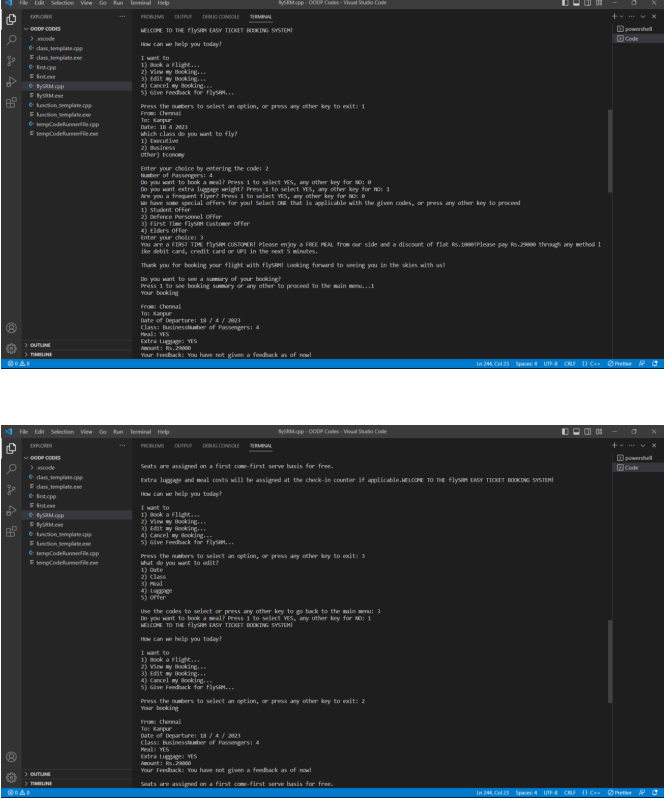 File Edit Selection View Go Run Terminal Help
flySRM.cpp - OODP Codes - Visual Studio Code
EXPLORER ...
OODP CODES
> .vscode
class_template.cpp
class_template.exe
first.cpp
first.exe
flySRM.cpp
flySRM.exe
function_template.cpp
function_template.exe
tempCodeRunnerFile.cpp
tempCodeRunnerFile.exe
> OUTLINE
> TIMELINE
PROBLEMS OUTPUT DEBUG CONSOLE TERMINAL
WELCOME TO THE flySRM EASY TICKET BOOKING SYSTEM!
How can we help you today?
I want to
1) Book a Flight...
2) View my Booking...
3) Edit my Booking...
4) Cancel my Booking...
5) Give Feedback for flySRM...
Press the numbers to select an option, or press any other key to exit: 1
From: Chennai
To: Kanpur
Date: 18 4 2023
Which class do you want to fly?
1) Executive
2) Business
Other) Economy
Enter your choice by entering the code: 2
Number of Passengers: 4
Do you want to book a meal? Press 1 to select YES, any other key for NO: 0
Do you want extra luggage weight? Press 1 to select YES, any other key for NO: 1
Are you a frequent flyer? Press 1 to select YES, any other key for NO: 0
We have some special offers for you! Select ONE that is applicable with the given codes, or press any other key to proceed
1) Student Offer
2) Defence Personnel Offer
3) First Time flySRM Customer Offer
4) Elders Offer
Enter your choice: 3
You are a FIRST TIME flySRM CUSTOMER! Please enjoy a FREE MEAL from our side and a discount of flat Rs.1000!Please pay Rs.29000 through any method l
ike debit card, credit card or UPI in the next 5 minutes.
Thank you for booking your flight with flySRM! Looking forward to seeing you in the skies with us!
Do you want to see a summary of your booking?
Press 1 to see booking summary or any other to proceed to the main menu...1
Your booking
From: Chennai
To: Kanpur
Date of Departure: 18 / 4 / 2023
Class: BusinessNumber of Passengers: 4
Meal: YES
Extra Luggage: YES
Amount: Rs.29000
Your Feedback: You have not given a feedback as of now!
powershell
Code
0 0
Ln 244, Col 23 Spaces: 4 UTF-8 CRLF {} C++ Prettier
File Edit Selection View Go Run Terminal Help
flySRM.cpp - OODP Codes - Visual Studio Code
EXPLORER ...
OODP CODES
> .vscode
class_template.cpp
class_template.exe
first.cpp
first.exe
flySRM.cpp
flySRM.exe
function_template.cpp
function_template.exe
tempCodeRunnerFile.cpp
tempCodeRunnerFile.exe
> OUTLINE
> TIMELINE
PROBLEMS OUTPUT DEBUG CONSOLE TERMINAL
Seats are assigned on a first come-first serve basis for free.
Extra luggage and meal costs will be assigned at the check-in counter if applicable.WELCOME TO THE flySRM EASY TICKET BOOKING SYSTEM!
How can we help you today?
I want to
1) Book a Flight...
2) View my Booking...
3) Edit my Booking...
4) Cancel my Booking...
5) Give Feedback for flySRM...
Press the numbers to select an option, or press any other key to exit: 3
What do you want to edit?
1) Date
2) Class
3) Meal
4) Luggage
5) Offer
Use the codes to select or press any other key to go back to the main menu: 3
Do you want to book a meal? Press 1 to select YES, any other key for NO: 1
WELCOME TO THE flySRM EASY TICKET BOOKING SYSTEM!
How can we help you today?
I want to
1) Book a Flight...
2) View my Booking...
3) Edit my Booking...
4) Cancel my Booking...
5) Give Feedback for flySRM...
Press the numbers to select an option, or press any other key to exit: 2
Your booking
From: Chennai
To: Kanpur
Date of Departure: 18 / 4 / 2023
Class: BusinessNumber of Passengers: 4
Meal: YES
Extra Luggage: YES
Amount: Rs.29000
Your Feedback: You have not given a feedback as of now!
Seats are assigned on a first come-first serve basis for free.
powershell
Code
0 0
Ln 244, Col 23 Spaces: 4 UTF-8 CRLF {} C++ Prettier